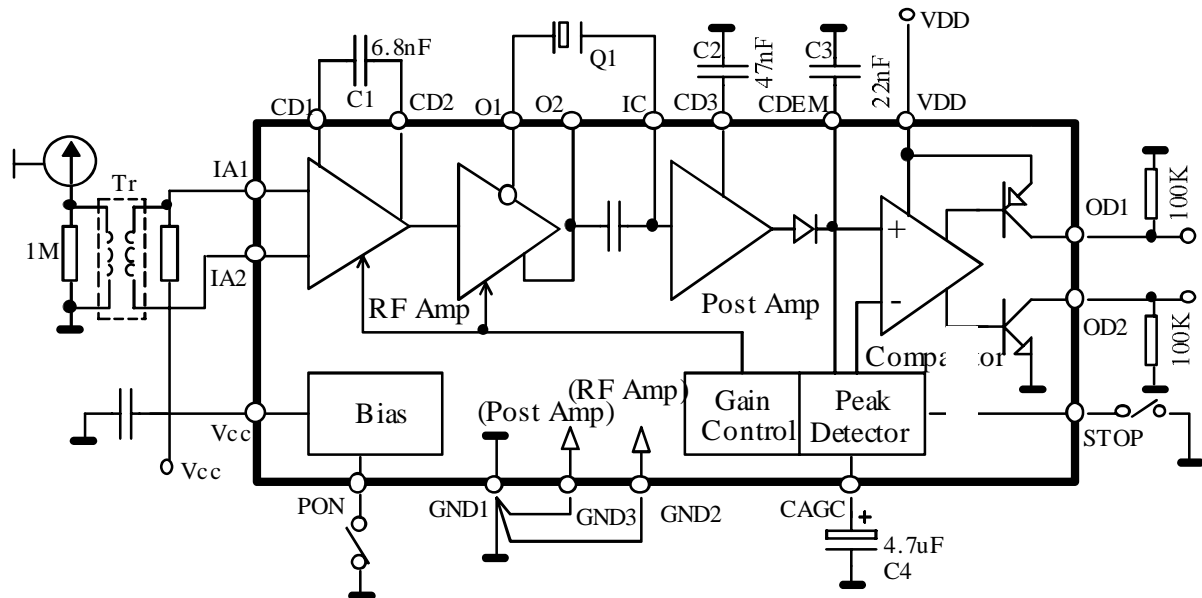 VDD
6.8nF
C1
Q1
C2
47nF
C3
22nF
CD1
CD2
O1
O2
IC
CD3
CDEM
VDD
Tr
IA1
1M
IA2
RF Amp
Post Amp
+
-
OD1
100K
OD2
100K
(RF Amp)
(Post Amp)
Bias
Gain
Control
Peak
Detector
Vcc
Vcc
STOP
PON
GND1
GND3
GND2
CAGC
+
4.7uF
C4